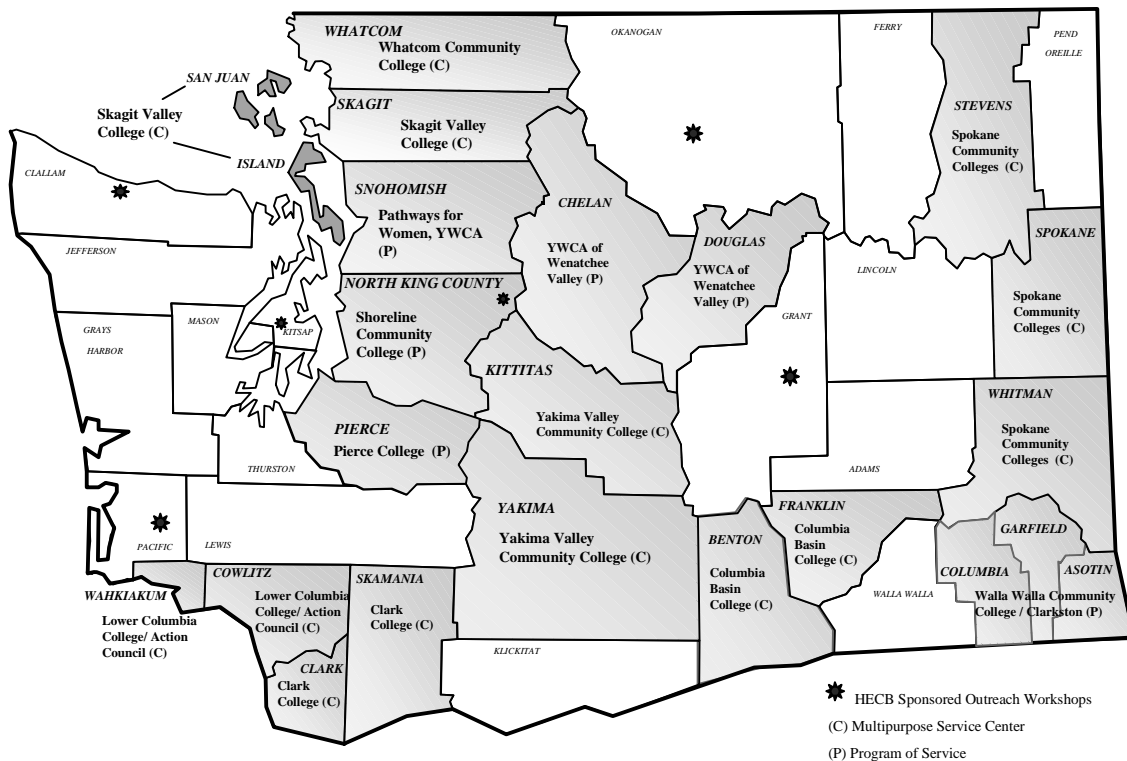 WHATCOM
Whatcom Community
College (C)
OKANOGAN
FERRY
PEND
OREILLE
SAN JUAN
Skagit Valley
College (C)
ISLAND
SKAGIT
Skagit Valley
College (C)
STEVENS
Spokane
Community
Colleges (C)
CLALLAM
SNOHOMISH
Pathways for
Women, YWCA
(P)
CHELAN
YWCA of
Wenatchee
Valley (P)
DOUGLAS
YWCA of
Wenatchee
Valley (P)
SPOKANE
Spokane
Community
Colleges (C)
JEFFERSON
LINCOLN
NORTH KING COUNTY
Shoreline
Community
College (P)
GRAYS
HARBOR
MASON
KITSAP
GRANT
KITTITAS
Yakima Valley
Community College (C)
WHITMAN
Spokane
Community
Colleges (C)
PIERCE
Pierce College (P)
THURSTON
ADAMS
YAKIMA
Yakima Valley
Community College (C)
FRANKLIN
Columbia
Basin
College (C)
BENTON
Columbia
Basin
College (C)
GARFIELD
PACIFIC
LEWIS
COLUMBIA
ASOTIN
Walla Walla Community
College / Clarkston (P)
WALLA WALLA
WAHKIAKUM
Lower Columbia
College/ Action
Council (C)
COWLITZ
Lower Columbia
College/ Action
Council (C)
SKAMANIA
Clark
College (C)
CLARK
Clark
College (C)
KLICKITAT
HECB Sponsored Outreach Workshops
(C) Multipurpose Service Center
(P) Program of Service